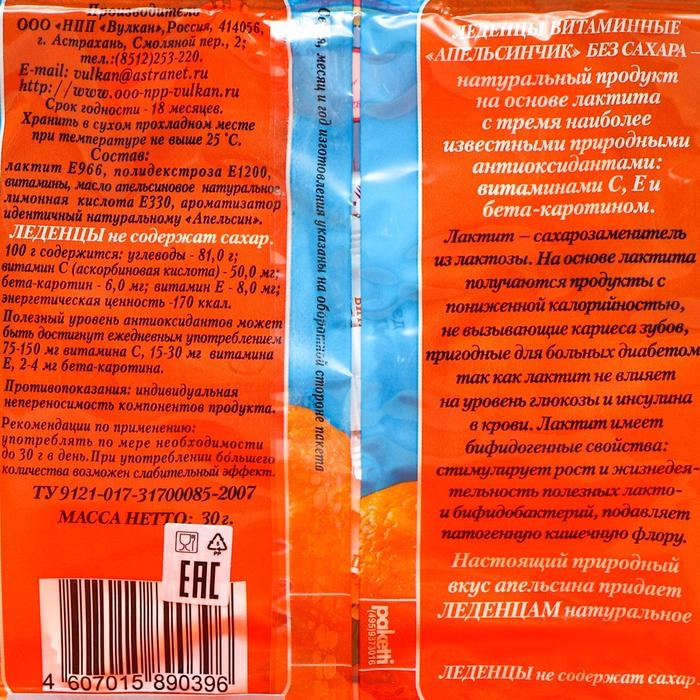 Производитель
ООО «НПП «Вулкан», Россия, 414056,
г. Астрахань, Смоляной пер., 2;
тел.:(8512)253-220.
E-mail: vulkan@astranet.ru
http://www.ooo-npp-vulkan.ru
Срок годности - 18 месяцев.
Хранить в сухом прохладном месте
при температуре не выше 25 °С.
Состав:
лактит Е966, полидекстроза Е1200,
витамины, масло апельсиновое натуральное,
лимонная кислота Е330, ароматизатор
идентичный натуральному «Апельсин».
ЛЕДЕНЦЫ не содержат сахар.
100 г содержится: углеводы - 81,0 г;
витамин С (аскорбиновая кислота) - 50,0 мг;
бета-каротин - 6,0 мг; витамин Е - 8,0 мг;
энергетическая ценность -170 ккал.
Полезный уровень антиоксидантов может
быть достигнут ежедневным употреблением
75-150 мг витамина С, 15-30 мг витамина
Е, 2-4 мг бета-каротина.
Противопоказания: индивидуальная
непереносимость компонентов продукта.
Рекомендации по применению:
употреблять по мере необходимости
до 30 г в день. При употреблении большего
количества возможен слабительный эффект.
ТУ 9121-017-31700085-2007
МАССА НЕТТО: 30 г.
EAC
4 607015 890396
месяц и год изготовления указаны на оборотной стороне пакета
paketti
(495)9373016
ЛЕДЕНЦЫ ВИТАМИННЫЕ
«АПЕЛЬСИНЧИК» БЕЗ САХАРА –
натуральный продукт
на основе лактита
с тремя наиболее
известными природными
антиоксидантами:
витаминами С, Е и
бета-каротином.
Лактит – сахарозаменитель
из лактозы. На основе лактита
получаются продукты с
пониженной калорийностью,
не вызывающие кариеса зубов,
пригодные для больных диабетом
так как лактит не влияет
на уровень глюкозы и инсулина
в крови. Лактит имеет
бифидогенные свойства:
стимулирует рост и жизнедея-
тельность полезных лакто-
и бифидобактерий, подавляет
патогенную кишечную флору.
Настоящий природный
вкус апельсина придает
ЛЕДЕНЦАМ натуральное
ЛЕДЕНЦЫ не содержат сахар.